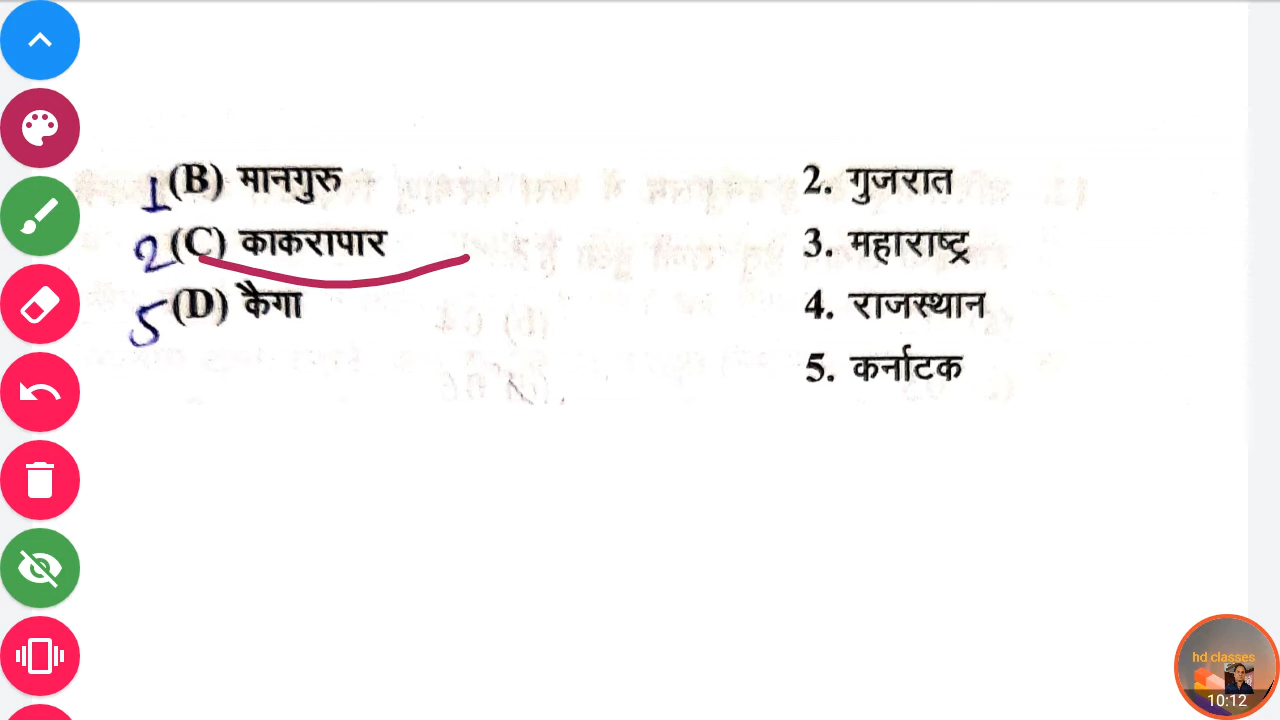 1 (B) मानगुरु 2. गुजरात
2 (C) काकरापार 3. महाराष्ट्र
5 (D) कैगा 4. राजस्थान
5. कर्नाटक
hd classes
10:12